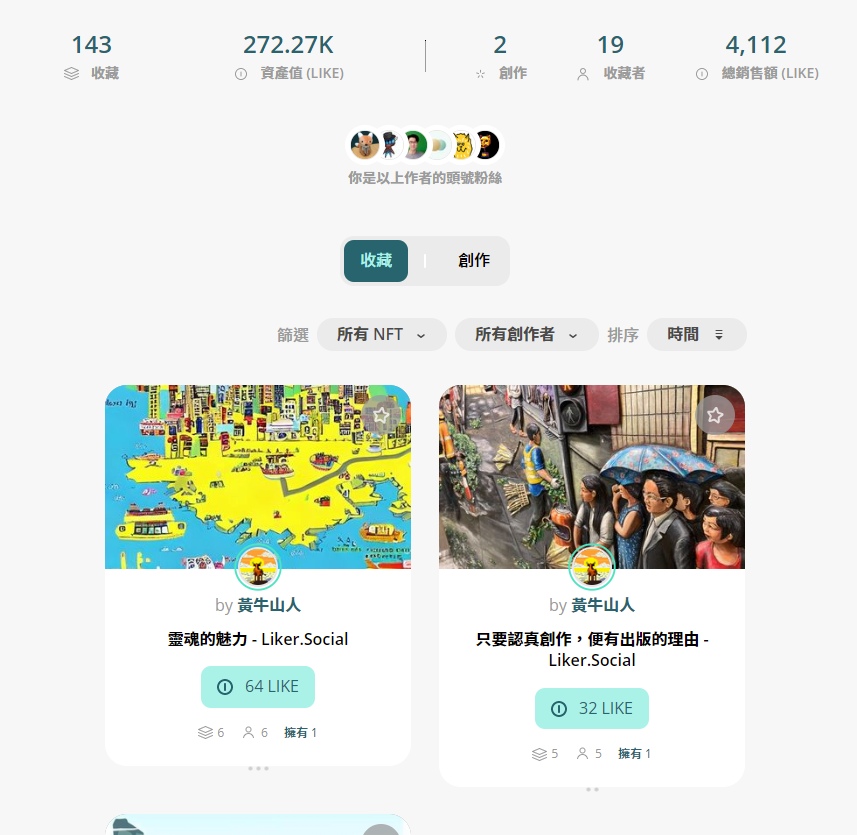 143 272.27K 2 19 4,112
收藏 資產值 (LIKE) 創作 收藏者 總銷售額 (LIKE)
你是以上作者的頭號粉絲
收藏 創作
篩選 所有 NFT 所有創作者 排序 時間
by 黃牛山人
靈魂的魅力 - Liker.Social
64 LIKE
6 6 擁有 1
by 黃牛山人
只要認真創作，便有出版的理由 -
Liker.Social
32 LIKE
5 5 擁有 1